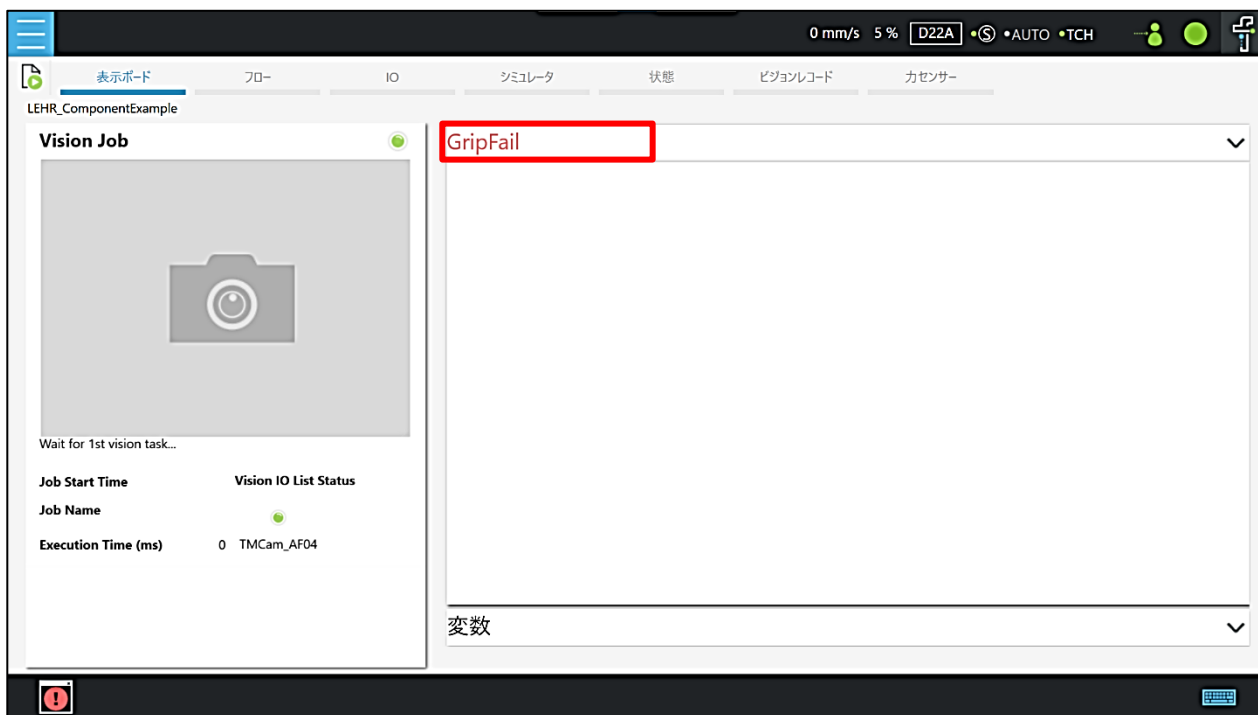 0 mm/s 5 % D22A •Ⓢ •AUTO •TCH
表示ボード フロー IO シミュレータ 状態 ビジョンレコード 力センサー
LEHR_ComponentExample
Vision Job
GripFail
Wait for 1st vision task...
Job Start Time Vision IO List Status
Job Name
Execution Time (ms) 0 TMCam_AF04
変数